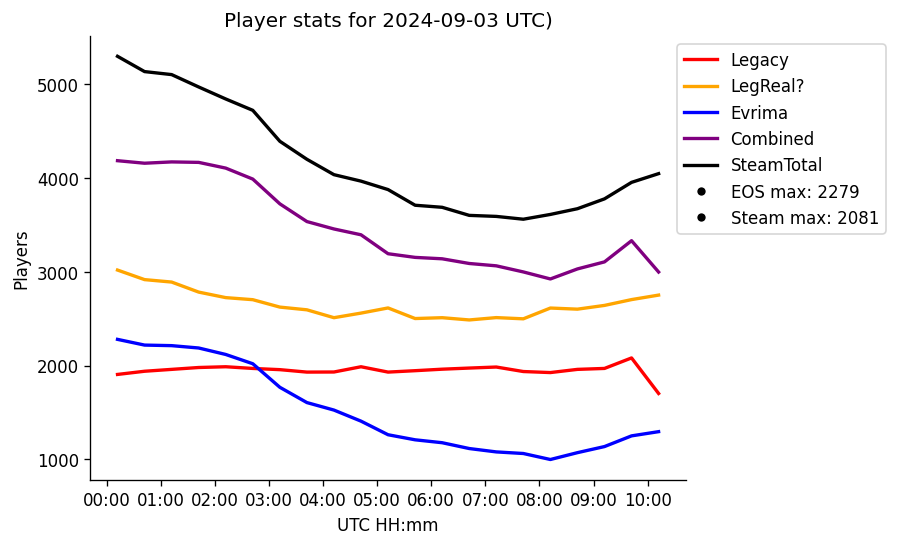 Player stats for 2024-09-03 UTC)
Legacy
LegReal?
Evrima
Combined
SteamTotal
EOS max: 2279
Steam max: 2081
Players
5000
4000
3000
2000
1000
00:00 01:00 02:00 03:00 04:00 05:00 06:00 07:00 08:00 09:00 10:00
UTC HH:mm